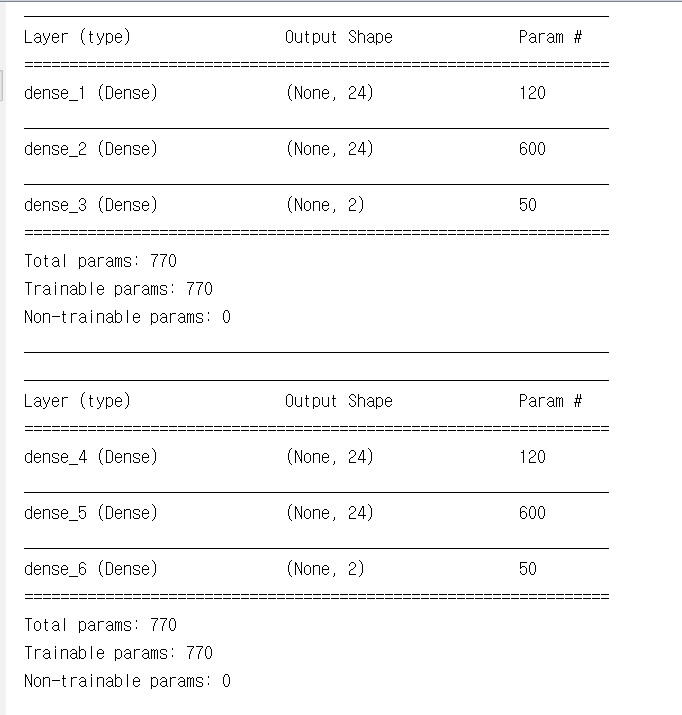 Layer (type) Output Shape Param #
=================================================================
dense_1 (Dense) (None, 24) 120
dense_2 (Dense) (None, 24) 600
dense_3 (Dense) (None, 2) 50
=================================================================
Total params: 770
Trainable params: 770
Non-trainable params: 0
Layer (type) Output Shape Param #
=================================================================
dense_4 (Dense) (None, 24) 120
dense_5 (Dense) (None, 24) 600
dense_6 (Dense) (None, 2) 50
=================================================================
Total params: 770
Trainable params: 770
Non-trainable params: 0